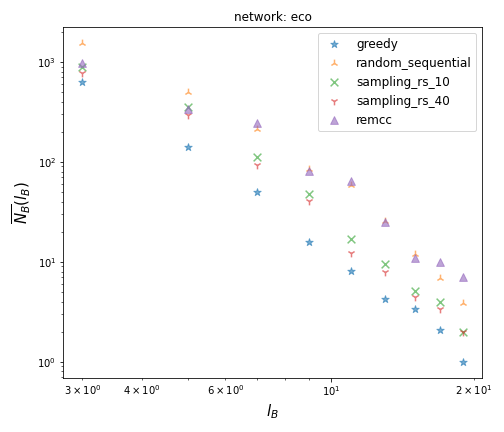 network: eco
greedy
random_sequential
sampling_rs_10
sampling_rs_40
remcc
10³
10²
10¹
10⁰
$\overline{N_B}(l_B)$
3 × 10⁰
4 × 10⁰
6 × 10⁰
10¹
2 × 10¹
$l_B$